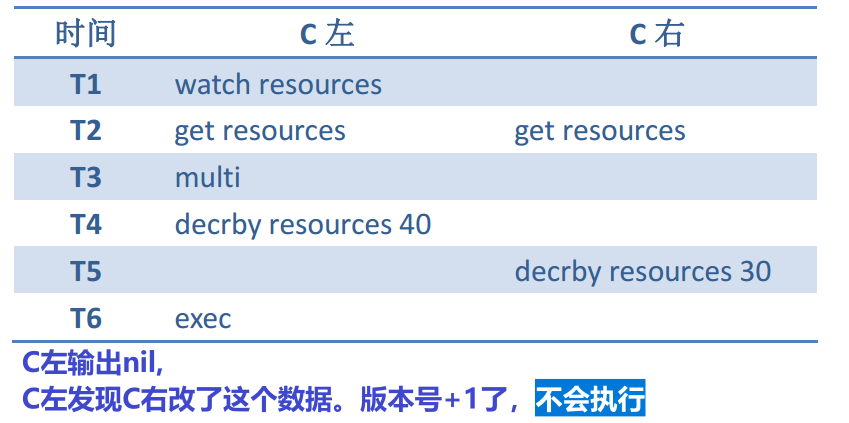 时间 C 左 C 右
T1 watch resources
T2 get resources get resources
T3 multi
T4 decrby resources 40
T5 decrby resources 30
T6 exec
C左输出nil,
C左发现C右改了这个数据。版本号+1了，不会执行